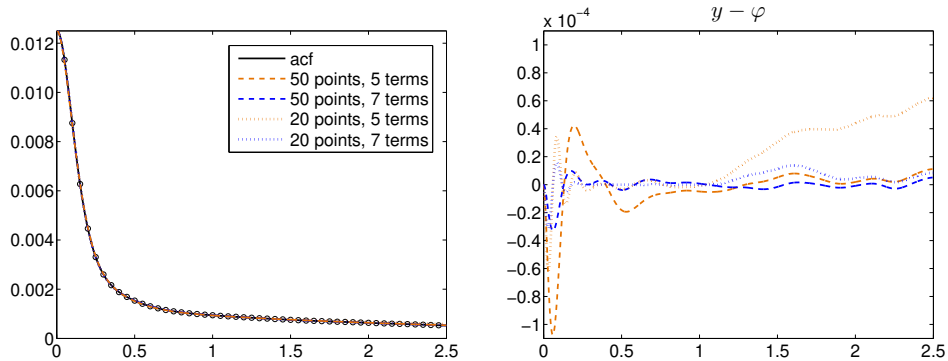 0.012
0.01
0.008
0.006
0.004
0.002
0
0 0.5 1 1.5 2 2.5
acf
50 points, 5 terms
50 points, 7 terms
20 points, 5 terms
20 points, 7 terms
y − φ
x 10⁻⁴
1
0.8
0.6
0.4
0.2
0
−0.2
−0.4
−0.6
−0.8
−1
0 0.5 1 1.5 2 2.5